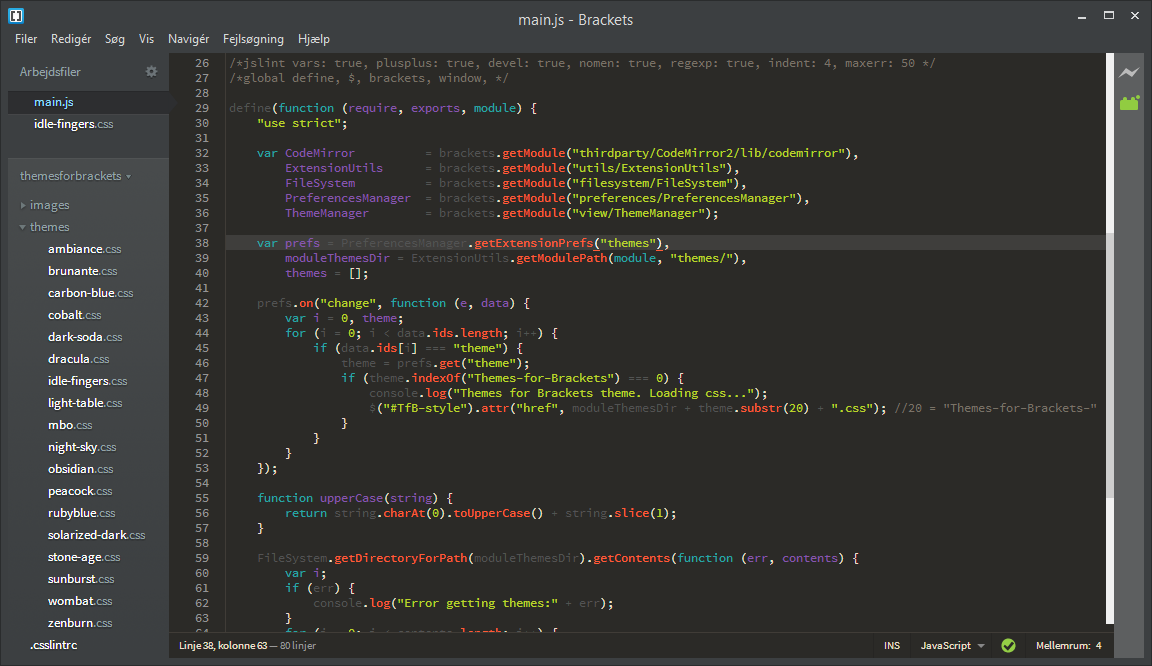 main.js - Brackets
Filer Redigér Søg Vis Navigér Fejlsøgning Hjælp
Arbejdsfiler
main.js
idle-fingers.css
themesforbrackets
images
themes
ambiance.css
brunante.css
carbon-blue.css
cobalt.css
dark-soda.css
dracula.css
idle-fingers.css
light-table.css
mbo.css
night-sky.css
obsidian.css
peacock.css
rubyblue.css
solarized-dark.css
stone-age.css
sunburst.css
wombat.css
zenburn.css
.csslintrc
26 /*jslint vars: true, plusplus: true, devel: true, nomen: true, regexp: true, indent: 4, maxerr: 50 */
27 /*global define, $, brackets, window, */
28
29 define(function (require, exports, module) {
30     "use strict";
31
32     var CodeMirror          = brackets.getModule("thirdparty/CodeMirror2/lib/codemirror"),
33         ExtensionUtils      = brackets.getModule("utils/ExtensionUtils"),
34         FileSystem          = brackets.getModule("filesystem/FileSystem"),
35         PreferencesManager  = brackets.getModule("preferences/PreferencesManager"),
36         ThemeManager        = brackets.getModule("view/ThemeManager");
37
38     var prefs = PreferencesManager.getExtensionPrefs("themes"),
39         moduleThemesDir = ExtensionUtils.getModulePath(module, "themes/"),
40         themes = [];
41
42     prefs.on("change", function (e, data) {
43         var i = 0, theme;
44         for (i = 0; i < data.ids.length; i++) {
45             if (data.ids[i] === "theme") {
46                 theme = prefs.get("theme");
47                 if (theme.indexOf("Themes-for-Brackets") === 0) {
48                     console.log("Themes for Brackets theme. Loading css...");
49                     $("#TfB-style").attr("href", moduleThemesDir + theme.substr(20) + ".css"); //20 = "Themes-for-Brackets-"
50                 }
51             }
52         }
53     });
54
55     function upperCase(string) {
56         return string.charAt(0).toUpperCase() + string.slice(1);
57     }
58
59     FileSystem.getDirectoryForPath(moduleThemesDir).getContents(function (err, contents) {
60         var i;
61         if (err) {
62             console.log("Error getting themes:" + err);
63         }
64         for (i = 0; i < contents.length; i++) {
Linje 38, kolonne 63 — 80 linjer INS JavaScript Mellemrum: 4